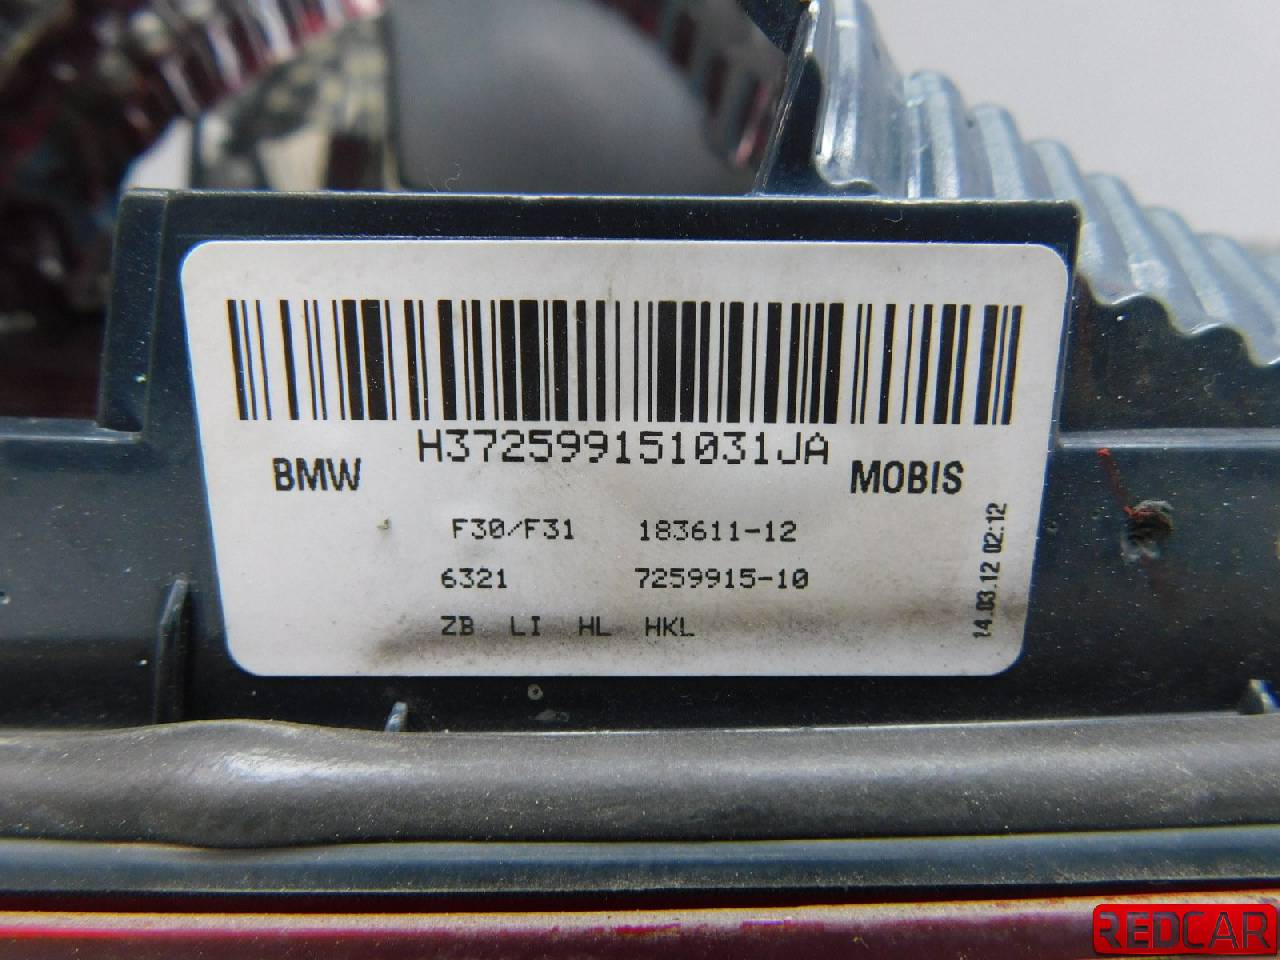 H372599151031JA
BMW
MOBIS
F30/F31 183611-12
6321 7259915-10
ZB LI HL HKL
14.03.12 02:12
REDCAR